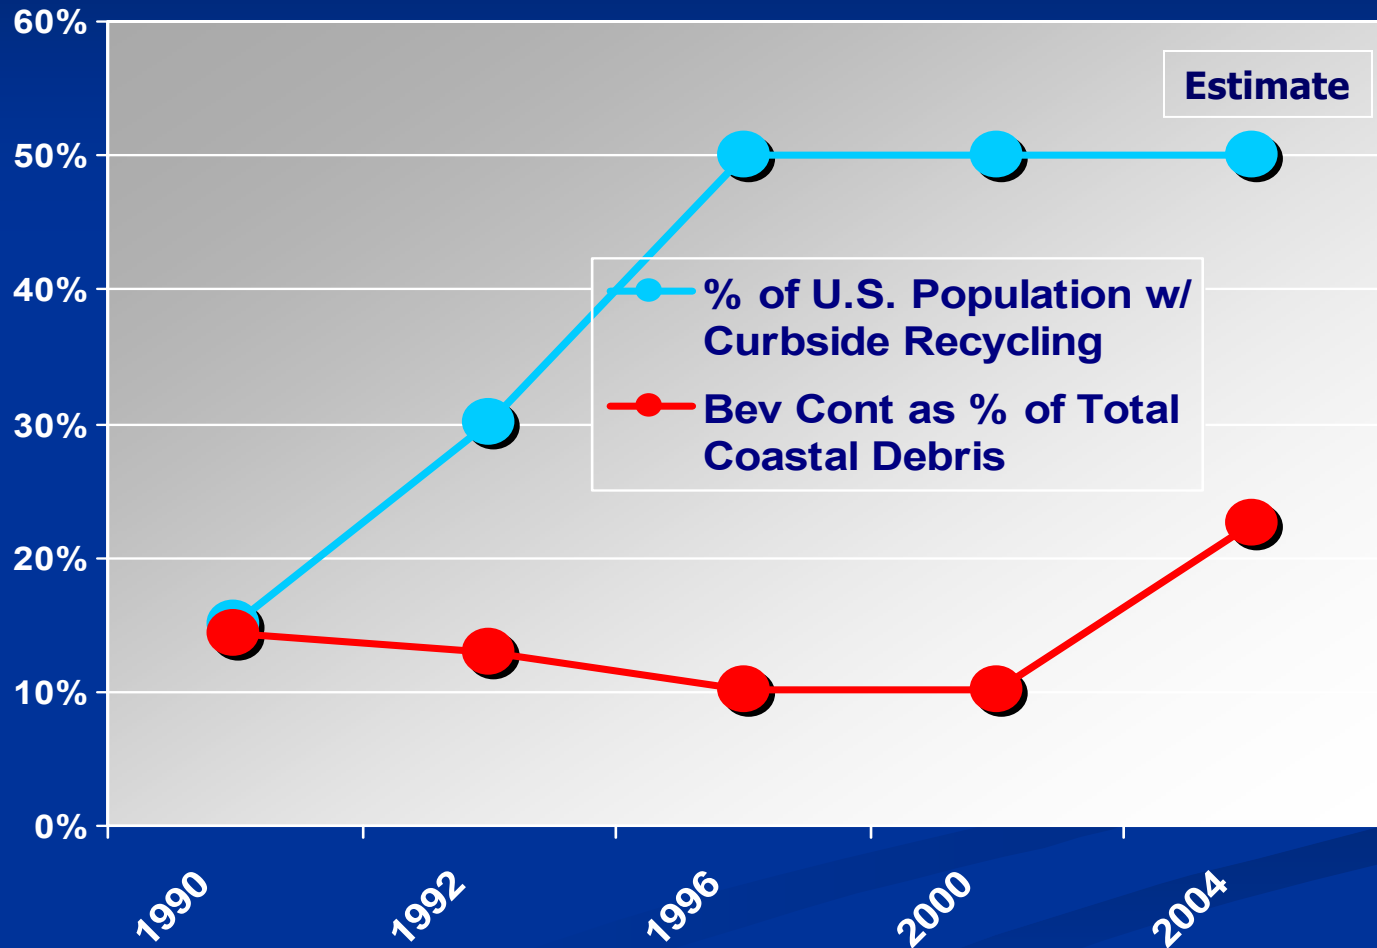 60%
Estimate
50%
40%
% of U.S. Population w/
Curbside Recycling
30%
Bev Cont as % of Total
Coastal Debris
20%
10%
0%
1990
1992
1996
2000
2004